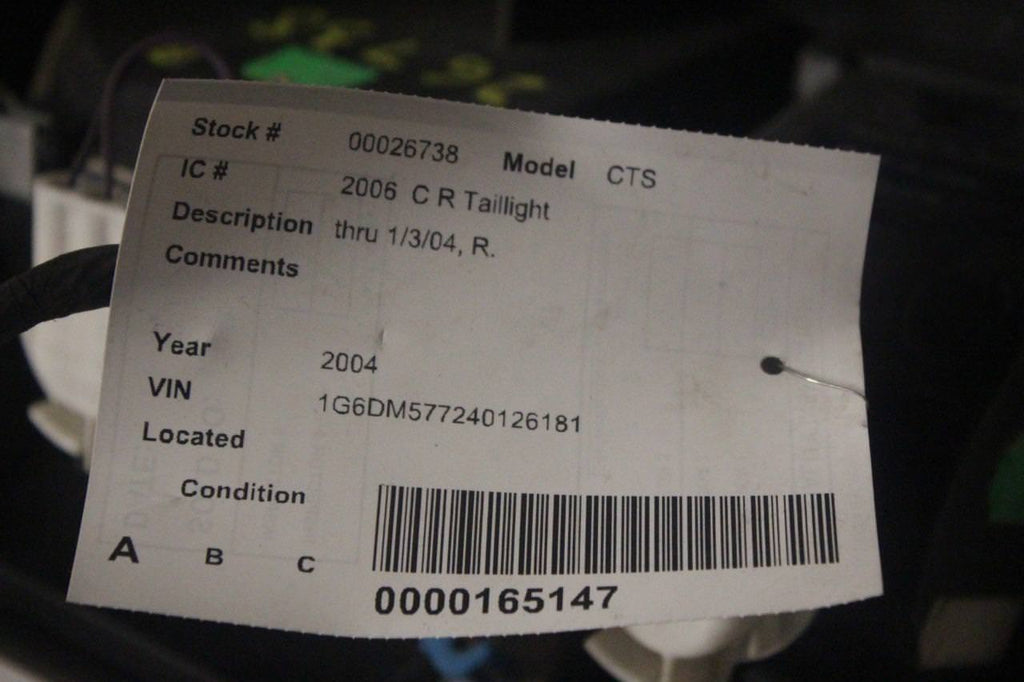 Stock # 00026738 Model CTS
IC # 2006 C R Taillight
Description thru 1/3/04, R.
Comments
Year 2004
VIN 1G6DM577240126181
Located
Condition
A B C
0000165147